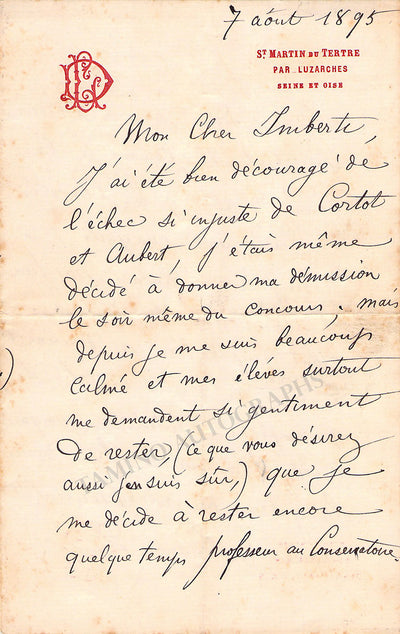 7 août 1895
LD
St MARTIN DU TERTRE
PAR LUZARCHES
SEINE ET OISE
Mon Cher Imbert,
J'ai été bien découragé de
l'échec si injuste de Cortot
et Aubert, j'étais même
décidé à donner ma démission
le soir même du concours, mais
depuis je me suis beaucoup
calmé et mes élèves surtout
me demandent si gentiment
de rester, (ce que vous désirez
aussi j'en suis sûr,) que je
me décide à rester encore
quelque temps professeur au Conservatoire.
TAMINO AUTOGRAPHS